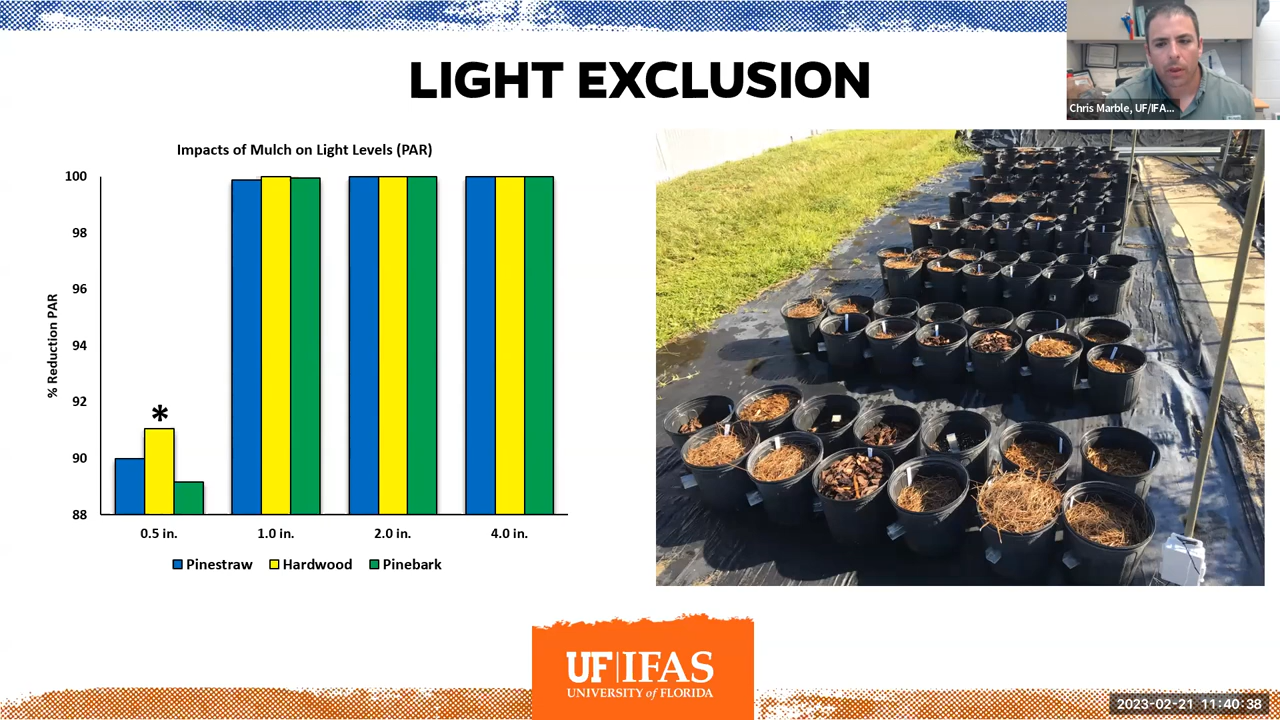 LIGHT EXCLUSION
Chris Marble, UF/IFA...
Impacts of Mulch on Light Levels (PAR)
% Reduction PAR
100
98
96
94
92
90
88
*
0.5 in.
1.0 in.
2.0 in.
4.0 in.
Pinestraw
Hardwood
Pinebark
UF|IFAS
UNIVERSITY of FLORIDA
2023-02-21 11:40:38